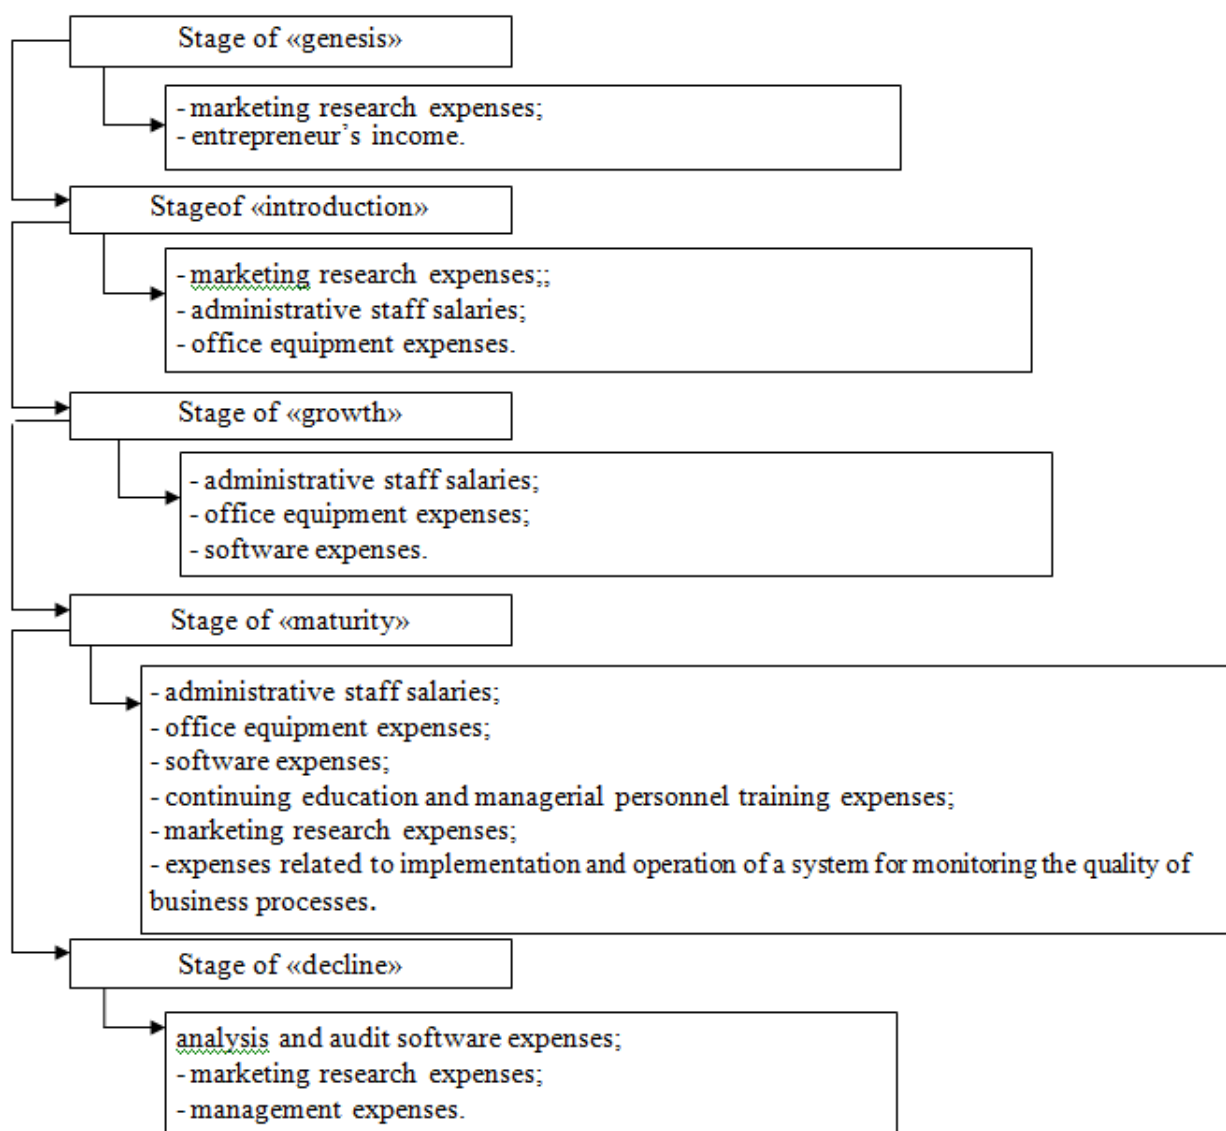 Stage of «genesis»
- marketing research expenses;
- entrepreneur's income.
Stageof «introduction»
- marketing research expenses;;
- administrative staff salaries;
- office equipment expenses.
Stage of «growth»
- administrative staff salaries;
- office equipment expenses;
- software expenses.
Stage of «maturity»
- administrative staff salaries;
- office equipment expenses;
- software expenses;
- continuing education and managerial personnel training expenses;
- marketing research expenses;
- expenses related to implementation and operation of a system for monitoring the quality of
business processes.
Stage of «decline»
analysis and audit software expenses;
- marketing research expenses;
- management expenses.